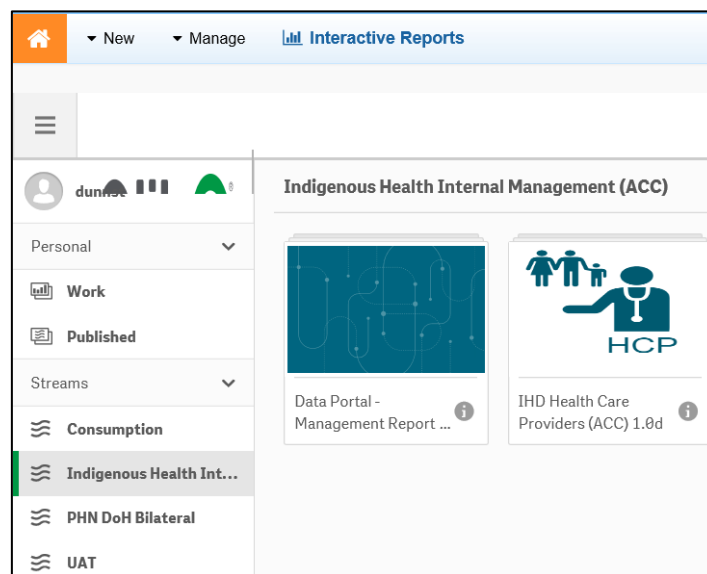 New
Manage
Interactive Reports
Indigenous Health Internal Management (ACC)
Personal
Work
Published
Streams
Consumption
Indigenous Health Int...
PHN DoH Bilateral
UAT
HCP
Data Portal -
Management Report ...
IHD Health Care
Providers (ACC) 1.0d